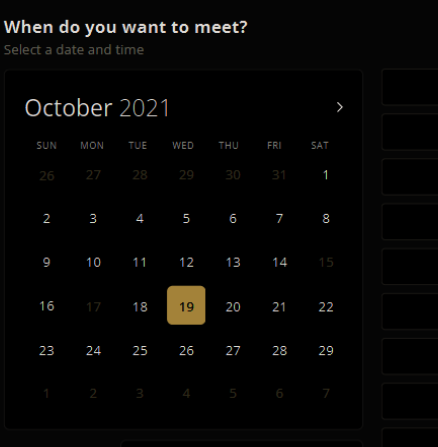 When do you want to meet?
Select a date and time
October 2021
SUN MON TUE WED THU FRI SAT
26 27 28 29 30 31 1
2 3 4 5 6 7 8
9 10 11 12 13 14 15
16 17 18 19 20 21 22
23 24 25 26 27 28 29
1 2 3 4 5 6 7